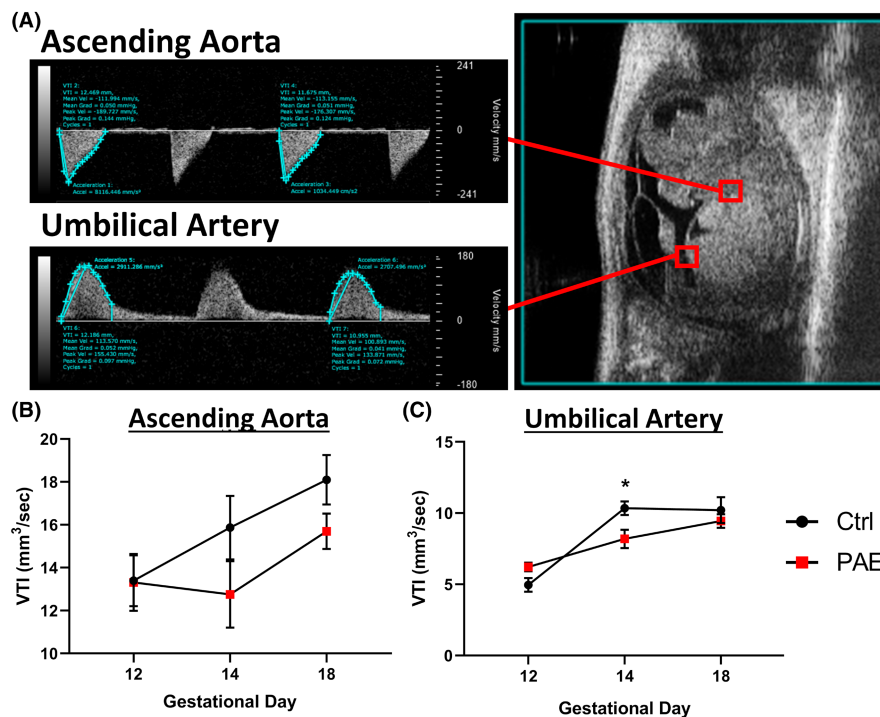 (A)
Ascending Aorta
VTI 2:
VTI = 12.469 mm,
Mean Vel = -111.994 mm/s,
Mean Grad = 0.050 mmHg,
Peak Vel = -189.727 mm/s,
Peak Grad = 0.144 mmHg,
Cycles = 1
VTI 4:
VTI = 11.675 mm,
Mean Vel = -113.155 mm/s,
Mean Grad = 0.051 mmHg,
Peak Vel = -176.307 mm/s,
Peak Grad = 0.124 mmHg,
Cycles = 1
Acceleration 1:
Accel = 8116.446 mm/s²
Acceleration 3:
Accel = 1034.449 cm/s2
241
0
-241
Velocity mm/s
Umbilical Artery
Acceleration 5:
Accel = 2911.286 mm/s²
Acceleration 6:
Accel = 2707.496 mm/s²
VTI 6:
VTI = 12.186 mm,
Mean Vel = 113.570 mm/s,
Mean Grad = 0.052 mmHg,
Peak Vel = 155.430 mm/s,
Peak Grad = 0.097 mmHg,
Cycles = 1
VTI 7:
VTI = 10.955 mm,
Mean Vel = 100.893 mm/s,
Mean Grad = 0.041 mmHg,
Peak Vel = 133.871 mm/s,
Peak Grad = 0.072 mmHg,
Cycles = 1
180
0
-180
Velocity mm/s
(B)
Ascending Aorta
VTI (mm³/sec)
20
18
16
14
12
10
12 14 18
Gestational Day
(C)
Umbilical Artery
VTI (mm³/sec)
15
10
5
0
*
12 14 18
Gestational Day
Ctrl
PAE